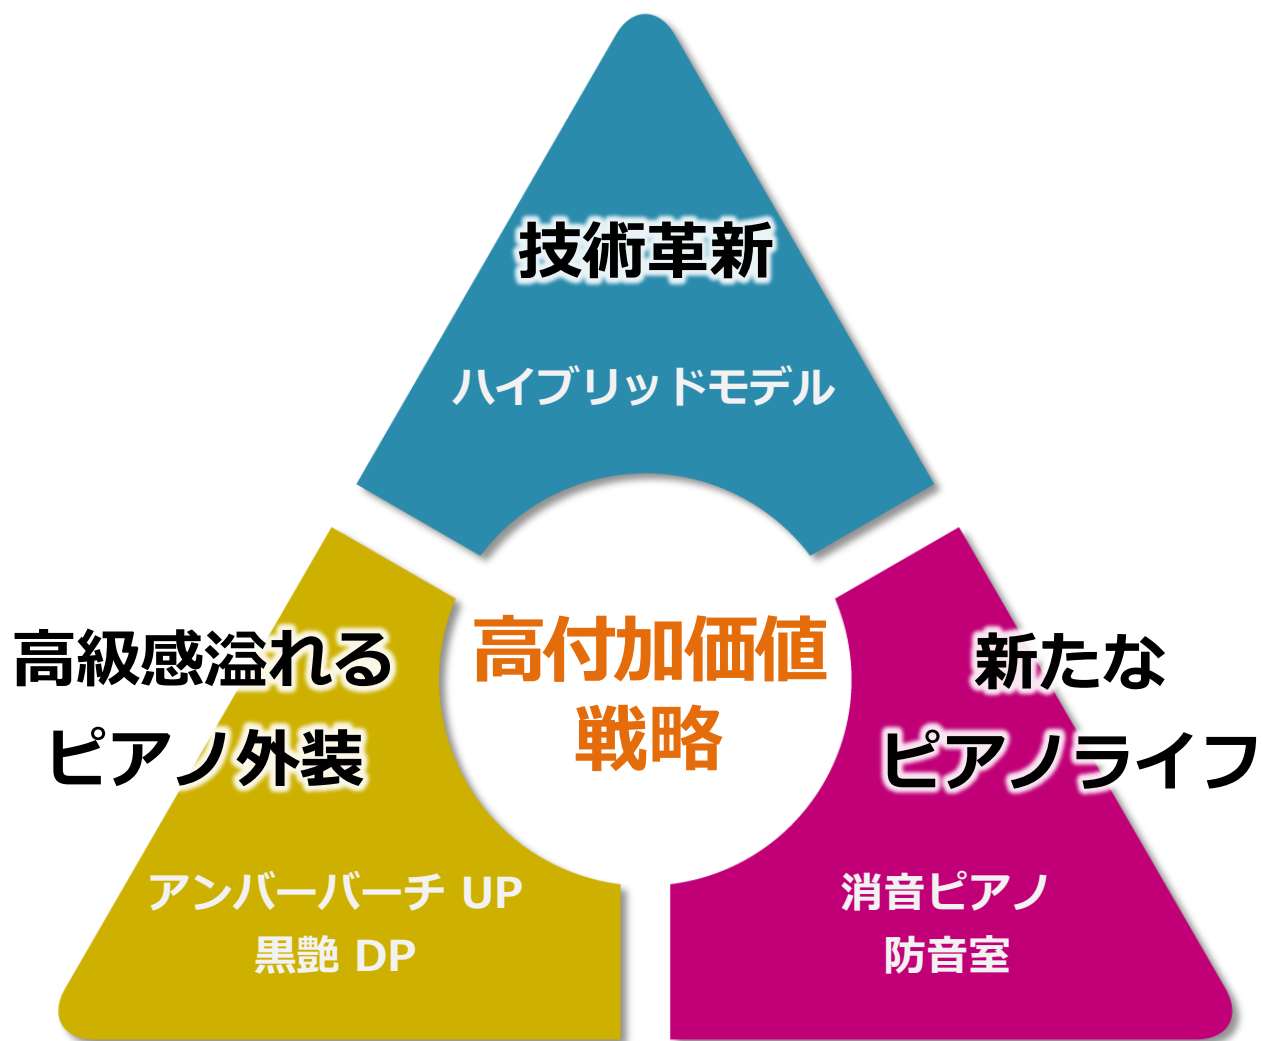 技術革新
ハイブリッドモデル
高付加価値
戦略
高級感溢れる
ピアノ外装
アンバーバーチ UP
黒艶 DP
新たな
ピアノライフ
消音ピアノ
防音室